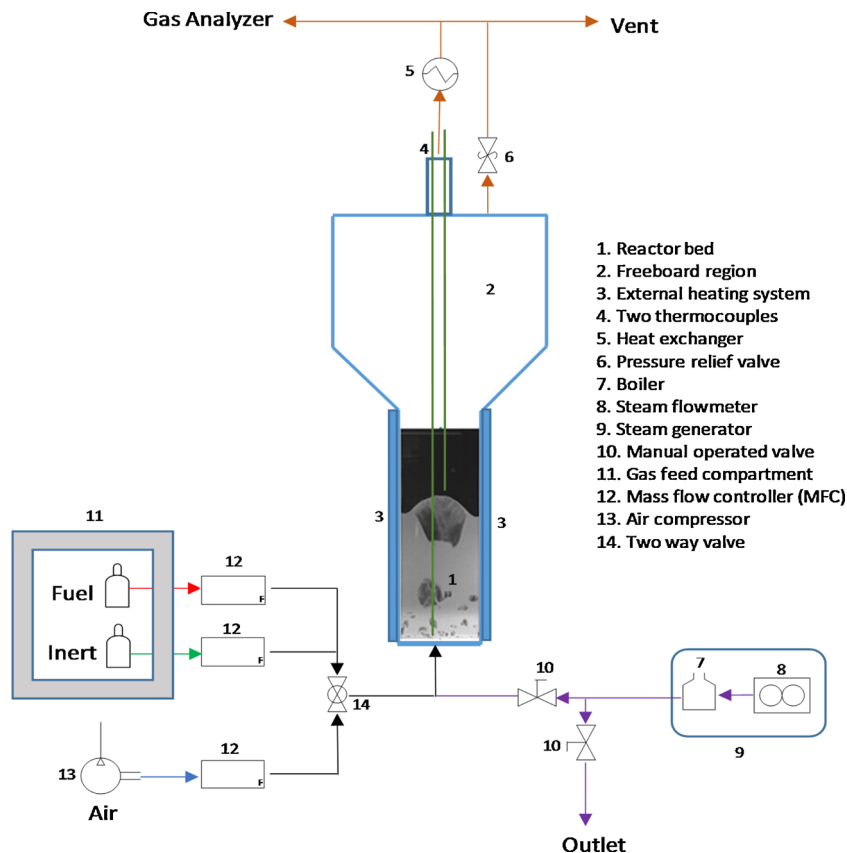 Gas Analyzer
Vent
5
4
6
2
1. Reactor bed
2. Freeboard region
3. External heating system
4. Two thermocouples
5. Heat exchanger
6. Pressure relief valve
7. Boiler
8. Steam flowmeter
9. Steam generator
10. Manual operated valve
11. Gas feed compartment
12. Mass flow controller (MFC)
13. Air compressor
14. Two way valve
11
3
3
12
1
Fuel
F
12
Inert
F
10
7
8
14
12
10
9
13
F
Air
Outlet